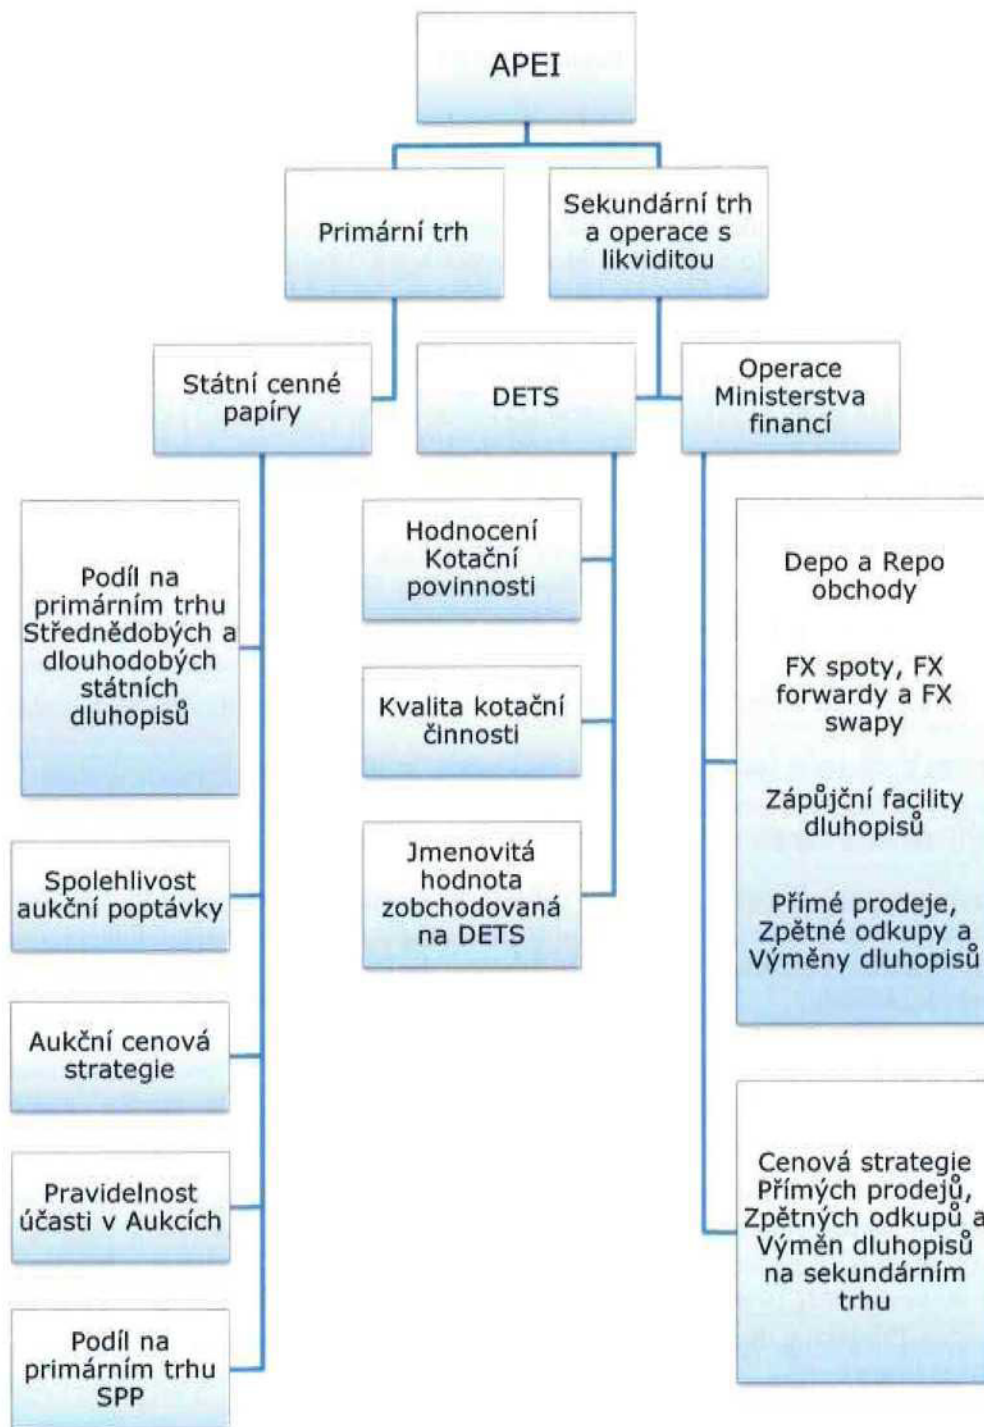 APEI
Primární trh
Sekundární trh
a operace s
likviditou
Státní cenné
papíry
DETS
Operace
Ministerstva
financí
Podíl na
primárním trhu
Střednědobých a
dlouhodobých
státních
dluhopisů
Spolehlivost
aukční poptávky
Aukční cenová
strategie
Pravidelnost
účasti v Aukcích
Podíl na
primárním trhu
SPP
Hodnocení
Kotační
povinnosti
Kvalita kotační
činnosti
Jmenovitá
hodnota
zobchodovaná
na DETS
Depo a Repo
obchody
FX spoty, FX
forwardy a FX
swapy
Zápůjční facility
dluhopisů
Přímé prodeje,
Zpětné odkupy a
Výměny dluhopisů
Cenová strategie
Přímých prodejů,
Zpětných odkupů a
Výměn dluhopisů
na sekundárním
trhu